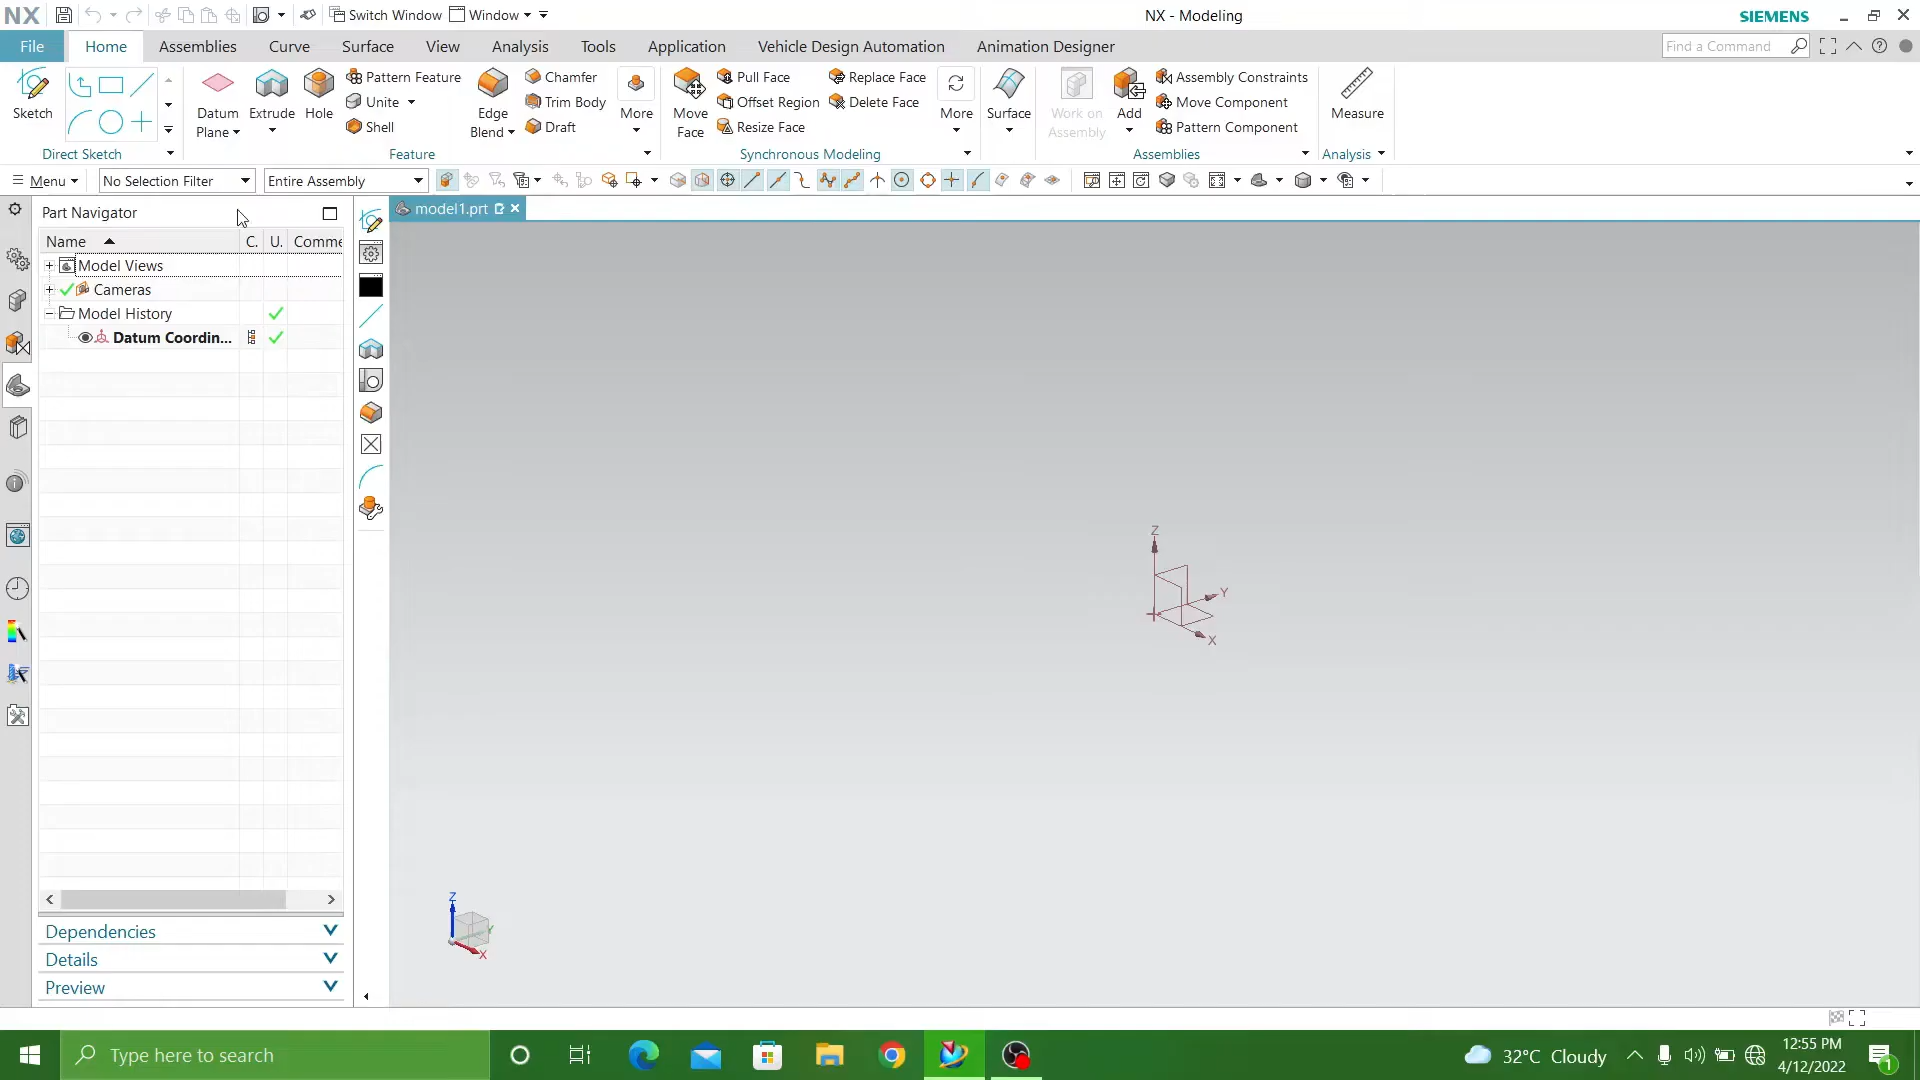 NX Switch Window Window NX - Modeling SIEMENS
File Home Assemblies Curve Surface View Analysis Tools Application Vehicle Design Automation Animation Designer Find a Command
Sketch
Direct Sketch
Datum Plane
Extrude
Hole
Pattern Feature
Unite
Shell
Edge Blend
Chamfer
Trim Body
Draft
More
Feature
Move Face
Pull Face
Offset Region
Resize Face
Replace Face
Delete Face
More
Synchronous Modeling
Surface
Work on Assembly
Add
Assembly Constraints
Move Component
Pattern Component
Assemblies
Measure
Analysis
Menu No Selection Filter Entire Assembly
Part Navigator
model1.prt
Name C. U. Comme
Model Views
Cameras
Model History
Datum Coordin...
Z
Y
X
Z
Y
X
Dependencies
Details
Preview
Type here to search
32°C Cloudy
12:55 PM
4/12/2022
1